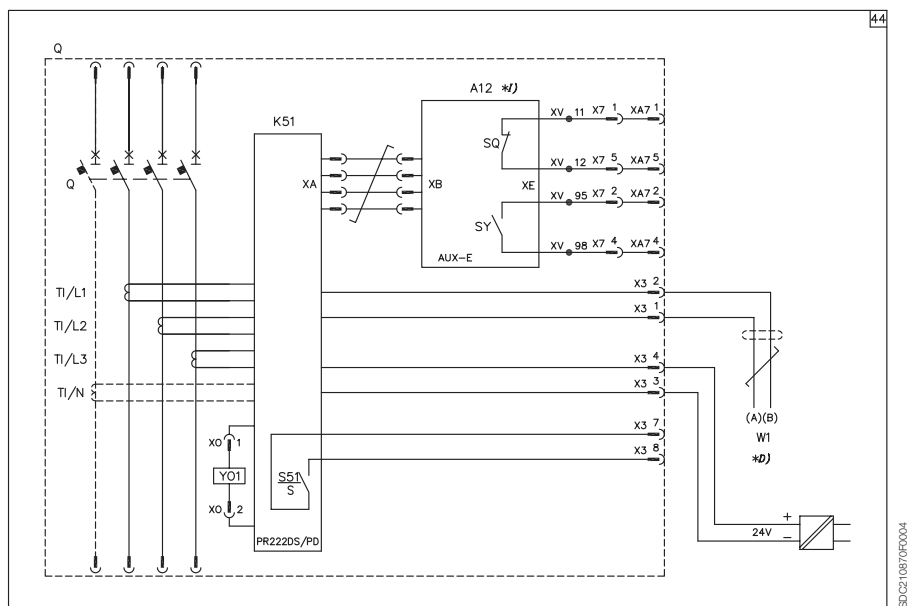 44
Q
A12 *I)
K51
XV 11 X7 1 XA7 1
SQ
XA
XB
XV 12 X7 5 XA7 5
XE
Q
XV 95 X7 2 XA7 2
SY
XV 98 X7 4 XA7 4
AUX-E
TI/L1
X3 2
TI/L2
X3 1
TI/L3
X3 4
TI/N
X3 3
(A)(B)
W1
*D)
X3 7
XO 1
X3 8
YO1
S51
S
XO 2
+
24V
−
PR222DS/PD
GDC210870F0004